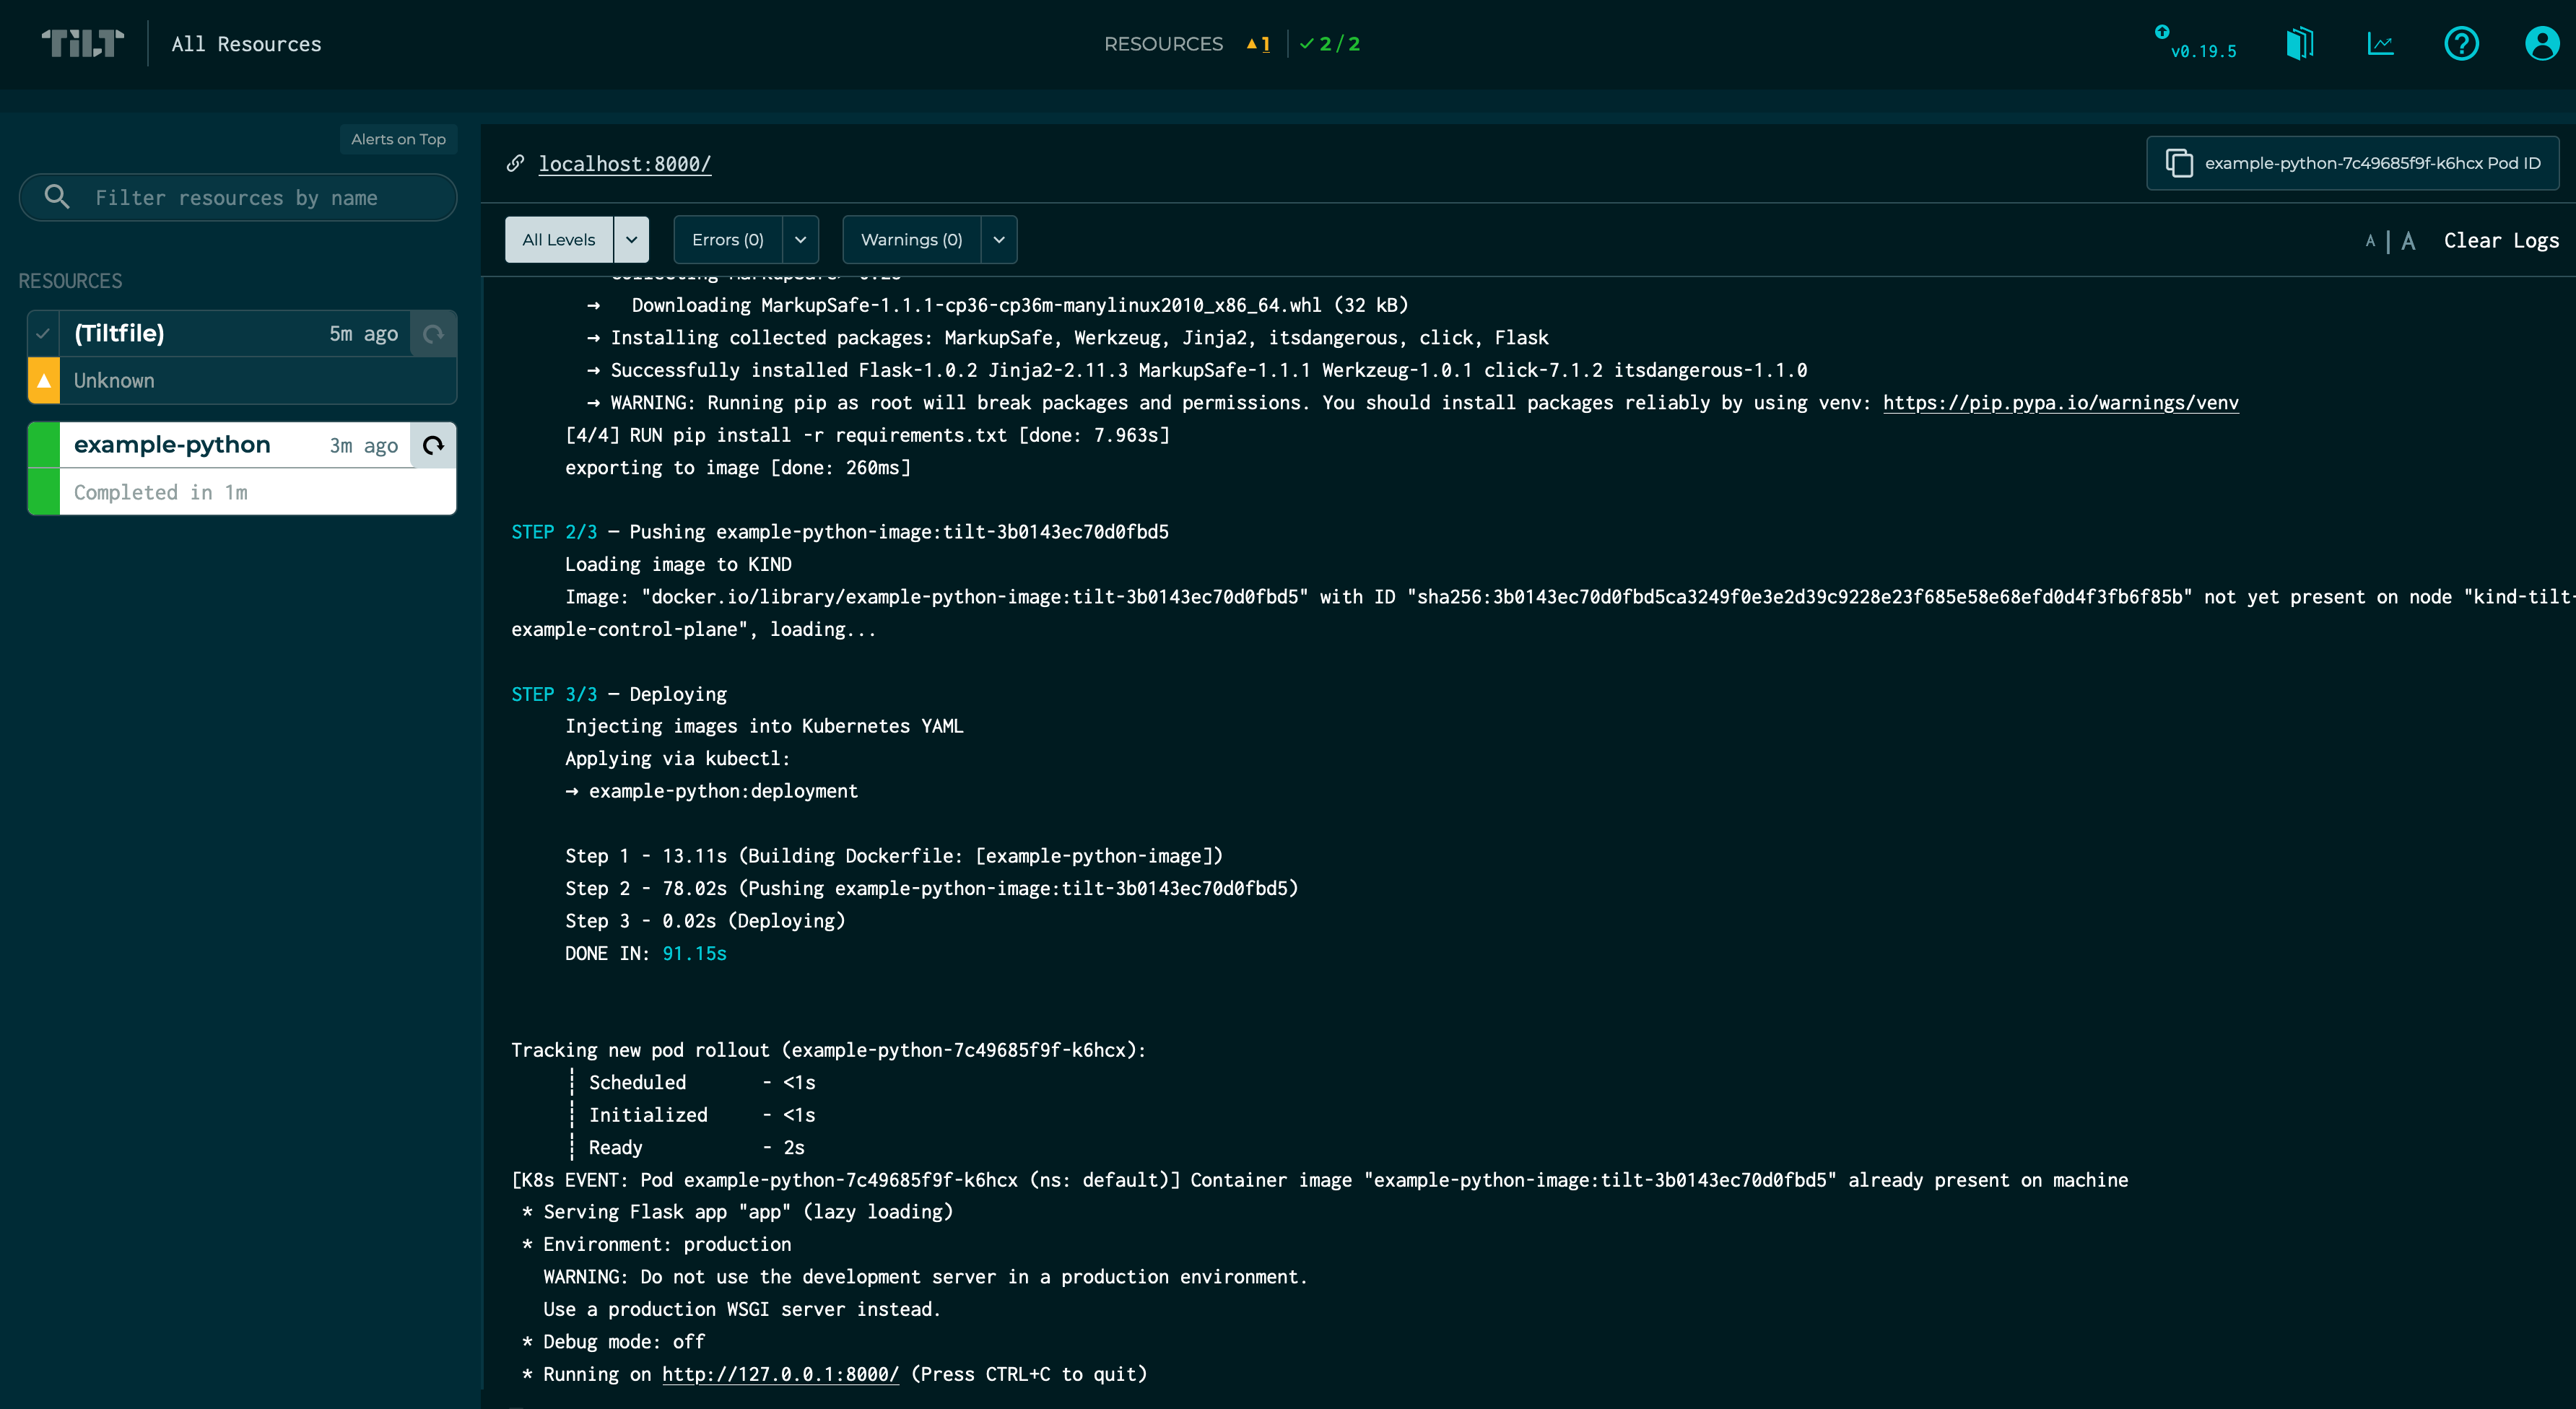 TILT
All Resources
RESOURCES 1 2 / 2
v0.19.5
Alerts on Top
Filter resources by name
RESOURCES
(Tiltfile) 5m ago
Unknown
example-python 3m ago
Completed in 1m
localhost:8000/
example-python-7c49685f9f-k6hcx Pod ID
All Levels
Errors (0)
Warnings (0)
A | A
Clear Logs
→ Downloading MarkupSafe-1.1.1-cp36-cp36m-manylinux2010_x86_64.whl (32 kB)
→ Installing collected packages: MarkupSafe, Werkzeug, Jinja2, itsdangerous, click, Flask
→ Successfully installed Flask-1.0.2 Jinja2-2.11.3 MarkupSafe-1.1.1 Werkzeug-1.0.1 click-7.1.2 itsdangerous-1.1.0
→ WARNING: Running pip as root will break packages and permissions. You should install packages reliably by using venv: https://pip.pypa.io/warnings/venv
[4/4] RUN pip install -r requirements.txt [done: 7.963s]
exporting to image [done: 260ms]
STEP 2/3 — Pushing example-python-image:tilt-3b0143ec70d0fbd5
Loading image to KIND
Image: "docker.io/library/example-python-image:tilt-3b0143ec70d0fbd5" with ID "sha256:3b0143ec70d0fbd5ca3249f0e3e2d39c9228e23f685e58e68efd0d4f3fb6f85b" not yet present on node "kind-tilt-
example-control-plane", loading...
STEP 3/3 — Deploying
Injecting images into Kubernetes YAML
Applying via kubectl:
→ example-python:deployment
Step 1 - 13.11s (Building Dockerfile: [example-python-image])
Step 2 - 78.02s (Pushing example-python-image:tilt-3b0143ec70d0fbd5)
Step 3 - 0.02s (Deploying)
DONE IN: 91.15s
Tracking new pod rollout (example-python-7c49685f9f-k6hcx):
┊ Scheduled - <1s
┊ Initialized - <1s
┊ Ready - 2s
[K8s EVENT: Pod example-python-7c49685f9f-k6hcx (ns: default)] Container image "example-python-image:tilt-3b0143ec70d0fbd5" already present on machine
* Serving Flask app "app" (lazy loading)
* Environment: production
WARNING: Do not use the development server in a production environment.
Use a production WSGI server instead.
* Debug mode: off
* Running on http://127.0.0.1:8000/ (Press CTRL+C to quit)